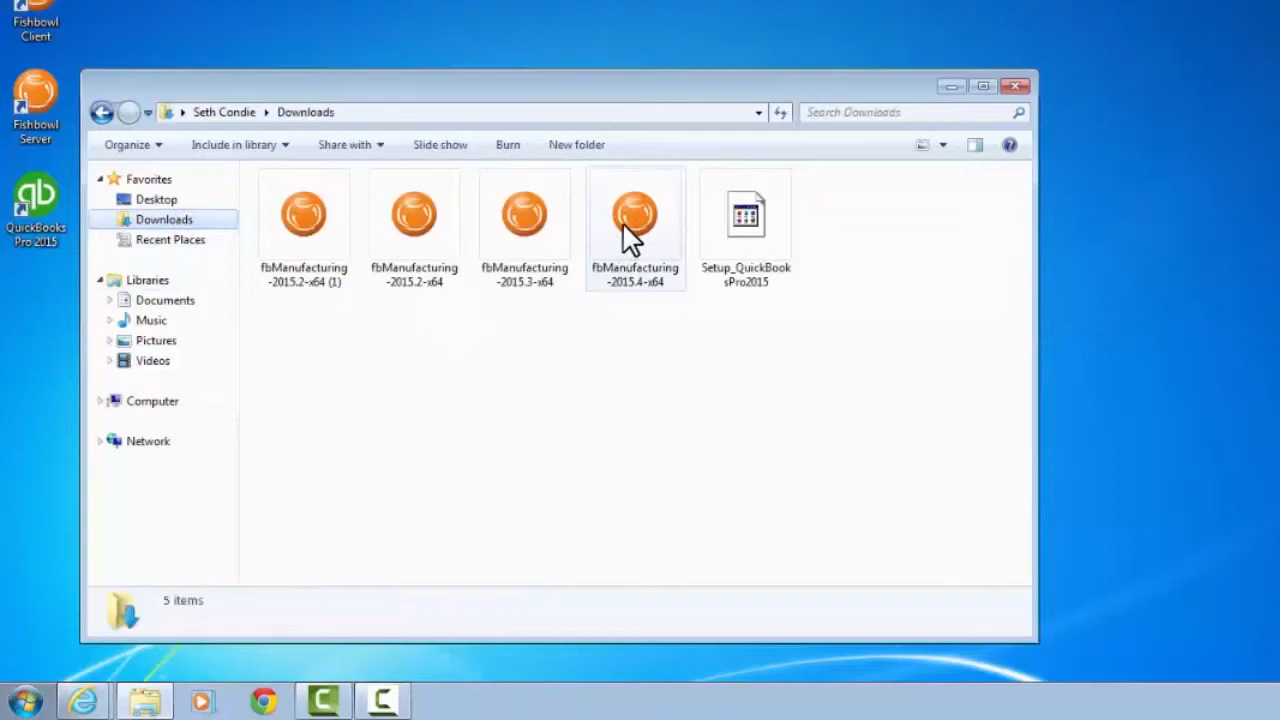 Fishbowl
Client
Fishbowl
Server
qb
QuickBooks
Pro 2015
Seth Condie
Downloads
Search Downloads
Organize
Include in library
Share with
Slide show
Burn
New folder
Favorites
Desktop
Downloads
Recent Places
Libraries
Documents
Music
Pictures
Videos
Computer
Network
fbManufacturing
-2015.2-x64 (1)
fbManufacturing
-2015.2-x64
fbManufacturing
-2015.3-x64
fbManufacturing
-2015.4-x64
Setup_QuickBook
sPro2015
5 items